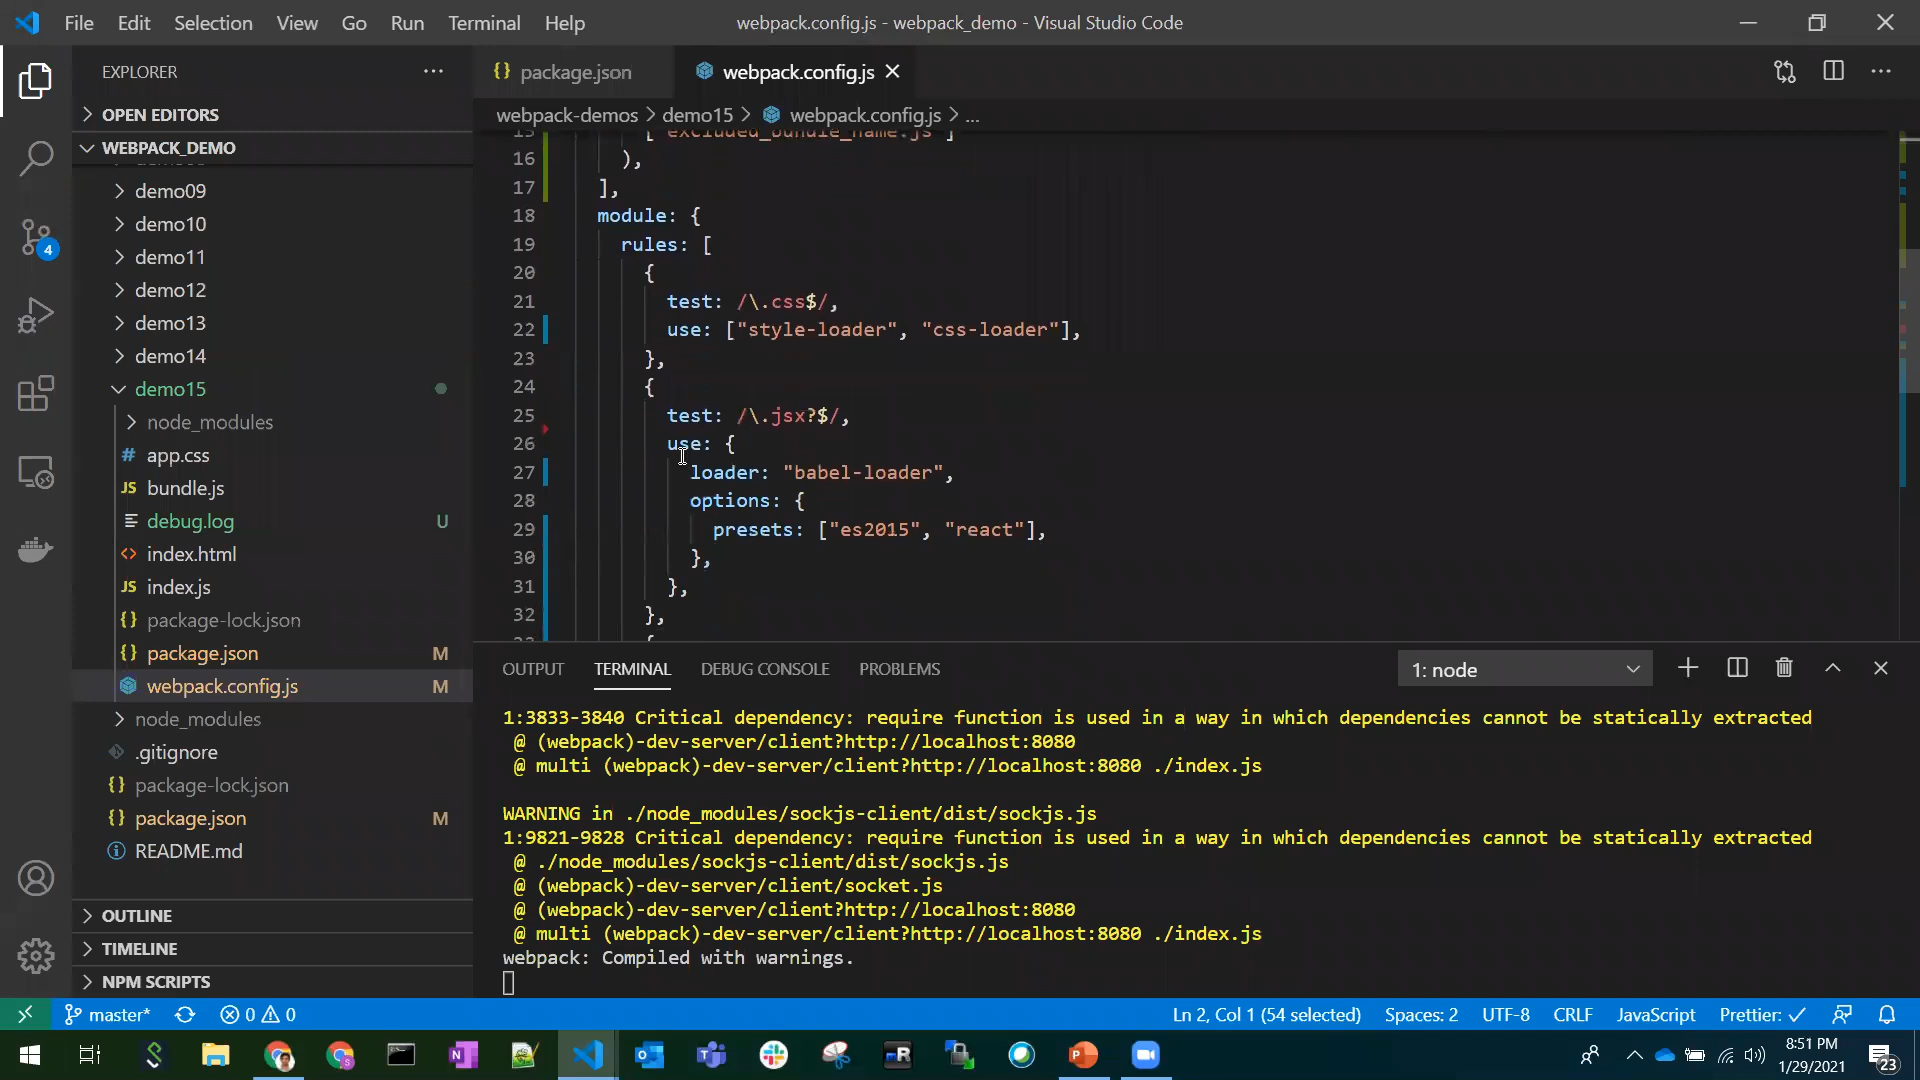 File Edit Selection View Go Run Terminal Help
webpack.config.js - webpack_demo - Visual Studio Code
EXPLORER
OPEN EDITORS
WEBPACK_DEMO
demo09
demo10
demo11
demo12
demo13
demo14
demo15
node_modules
app.css
bundle.js
debug.log U
index.html
index.js
package-lock.json
package.json M
webpack.config.js M
node_modules
.gitignore
package-lock.json
package.json M
README.md
OUTLINE
TIMELINE
NPM SCRIPTS
4
package.json
webpack.config.js
webpack-demos > demo15 > webpack.config.js > ...
15 ["excluded_bundle_name.js"]
16 ),
17 ],
18 module: {
19 rules: [
20 {
21 test: /\.css$/,
22 use: ["style-loader", "css-loader"],
23 },
24 {
25 test: /\.jsx?$/,
26 use: {
27 loader: "babel-loader",
28 options: {
29 presets: ["es2015", "react"],
30 },
31 },
32 },
OUTPUT TERMINAL DEBUG CONSOLE PROBLEMS
1: node
1:3833-3840 Critical dependency: require function is used in a way in which dependencies cannot be statically extracted
@ (webpack)-dev-server/client?http://localhost:8080
@ multi (webpack)-dev-server/client?http://localhost:8080 ./index.js
WARNING in ./node_modules/sockjs-client/dist/sockjs.js
1:9821-9828 Critical dependency: require function is used in a way in which dependencies cannot be statically extracted
@ ./node_modules/sockjs-client/dist/sockjs.js
@ (webpack)-dev-server/client/socket.js
@ (webpack)-dev-server/client?http://localhost:8080
@ multi (webpack)-dev-server/client?http://localhost:8080 ./index.js
webpack: Compiled with warnings.
master* 0 0
Ln 2, Col 1 (54 selected) Spaces: 2 UTF-8 CRLF JavaScript Prettier: ✓
8:51 PM
1/29/2021
23